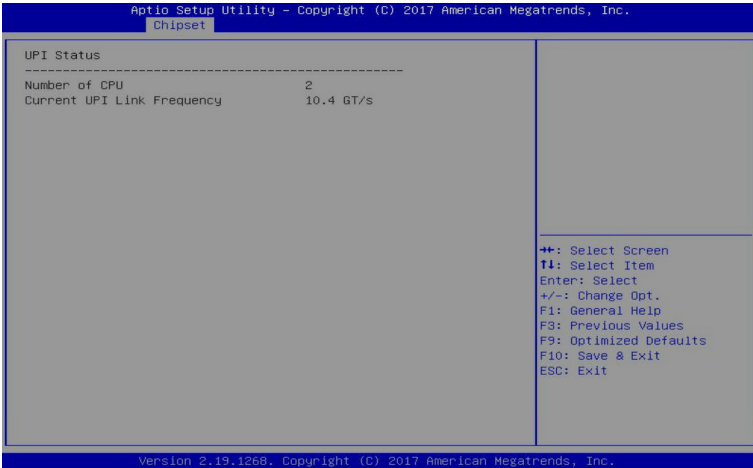 Aptio Setup Utility – Copyright (C) 2017 American Megatrends, Inc.
Chipset
UPI Status
--------------------------------------------------
Number of CPU 2
Current UPI Link Frequency 10.4 GT/s
→←: Select Screen
↑↓: Select Item
Enter: Select
+/-: Change Opt.
F1: General Help
F3: Previous Values
F9: Optimized Defaults
F10: Save & Exit
ESC: Exit
Version 2.19.1268. Copyright (C) 2017 American Megatrends, Inc.